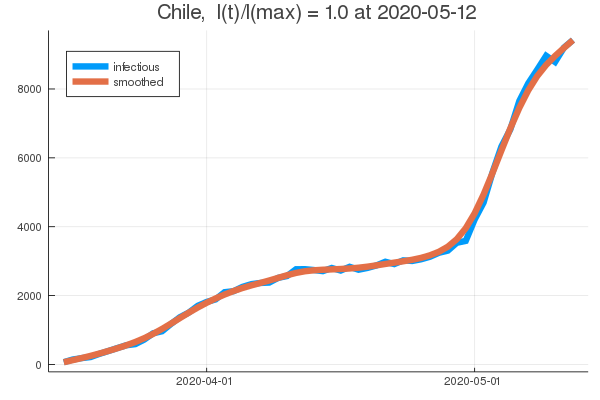 Chile,  I(t)/I(max) = 1.0 at 2020-05-12
infectious
smoothed
8000
6000
4000
2000
0
2020-04-01
2020-05-01